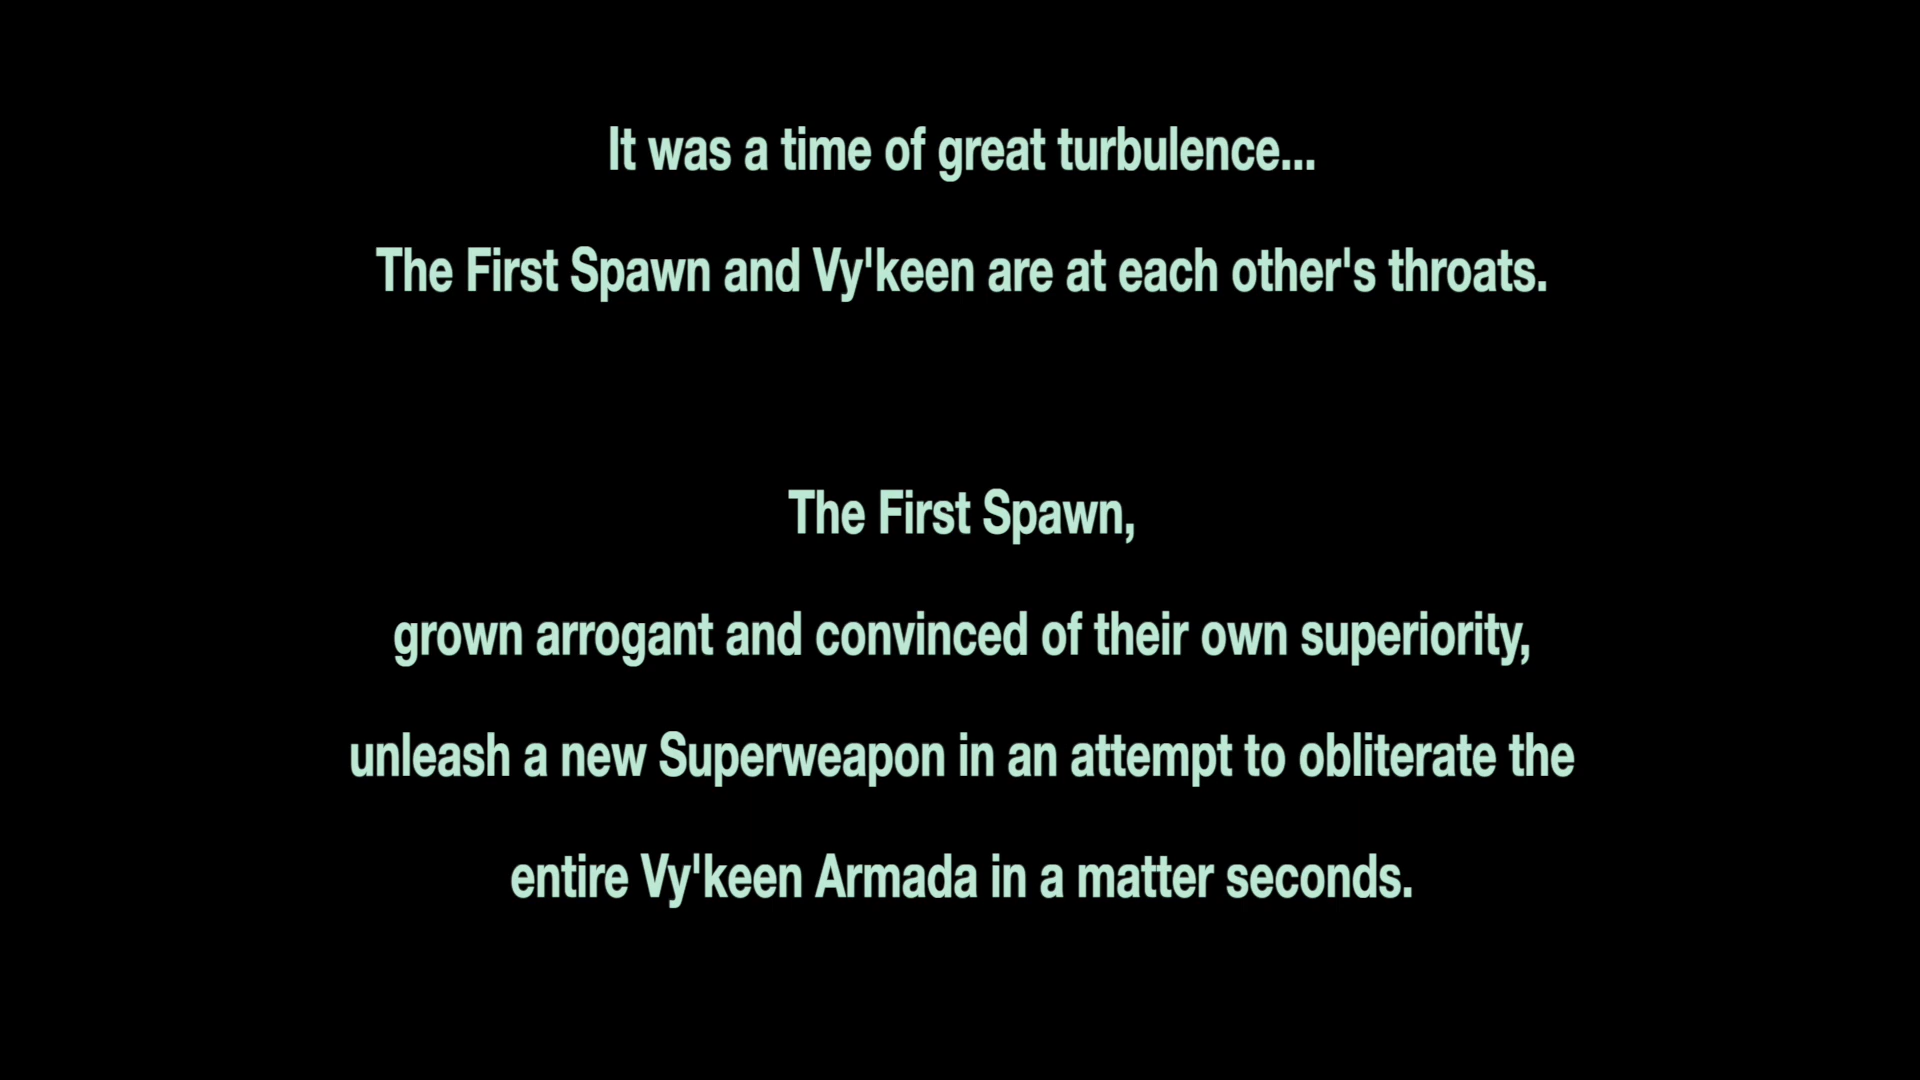 It was a time of great turbulence...
The First Spawn and Vy'keen are at each other's throats.
The First Spawn,
grown arrogant and convinced of their own superiority,
unleash a new Superweapon in an attempt to obliterate the
entire Vy'keen Armada in a matter seconds.